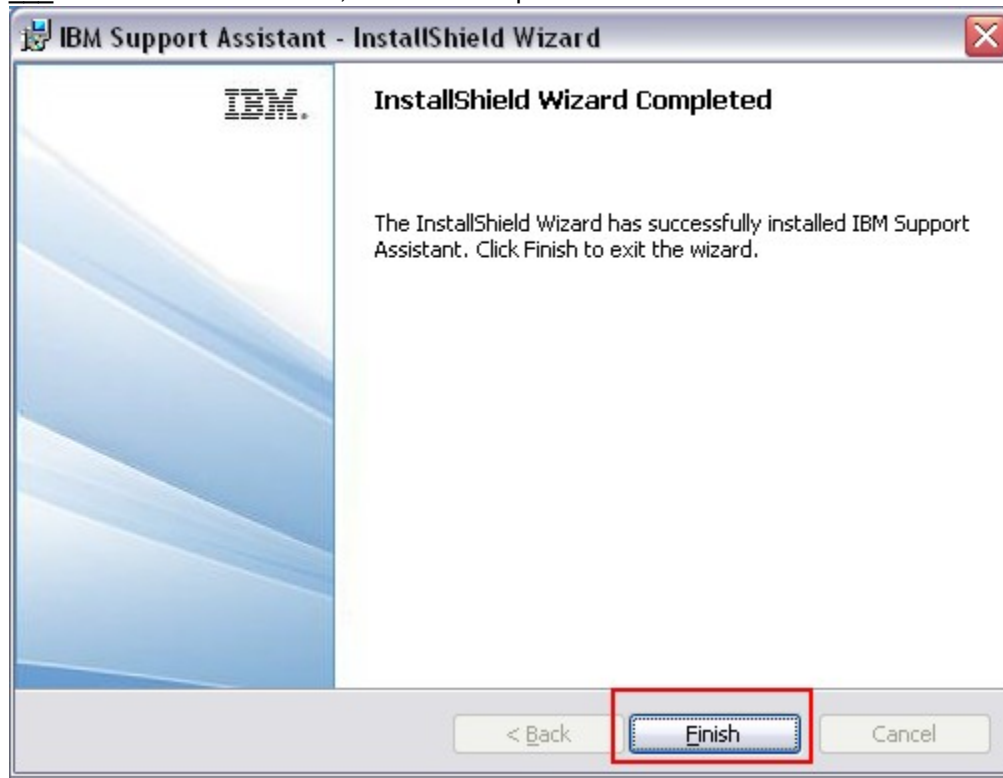 IBM Support Assistant - InstallShield Wizard
IBM.
InstallShield Wizard Completed
The InstallShield Wizard has successfully installed IBM Support
Assistant. Click Finish to exit the wizard.
< Back
Finish
Cancel